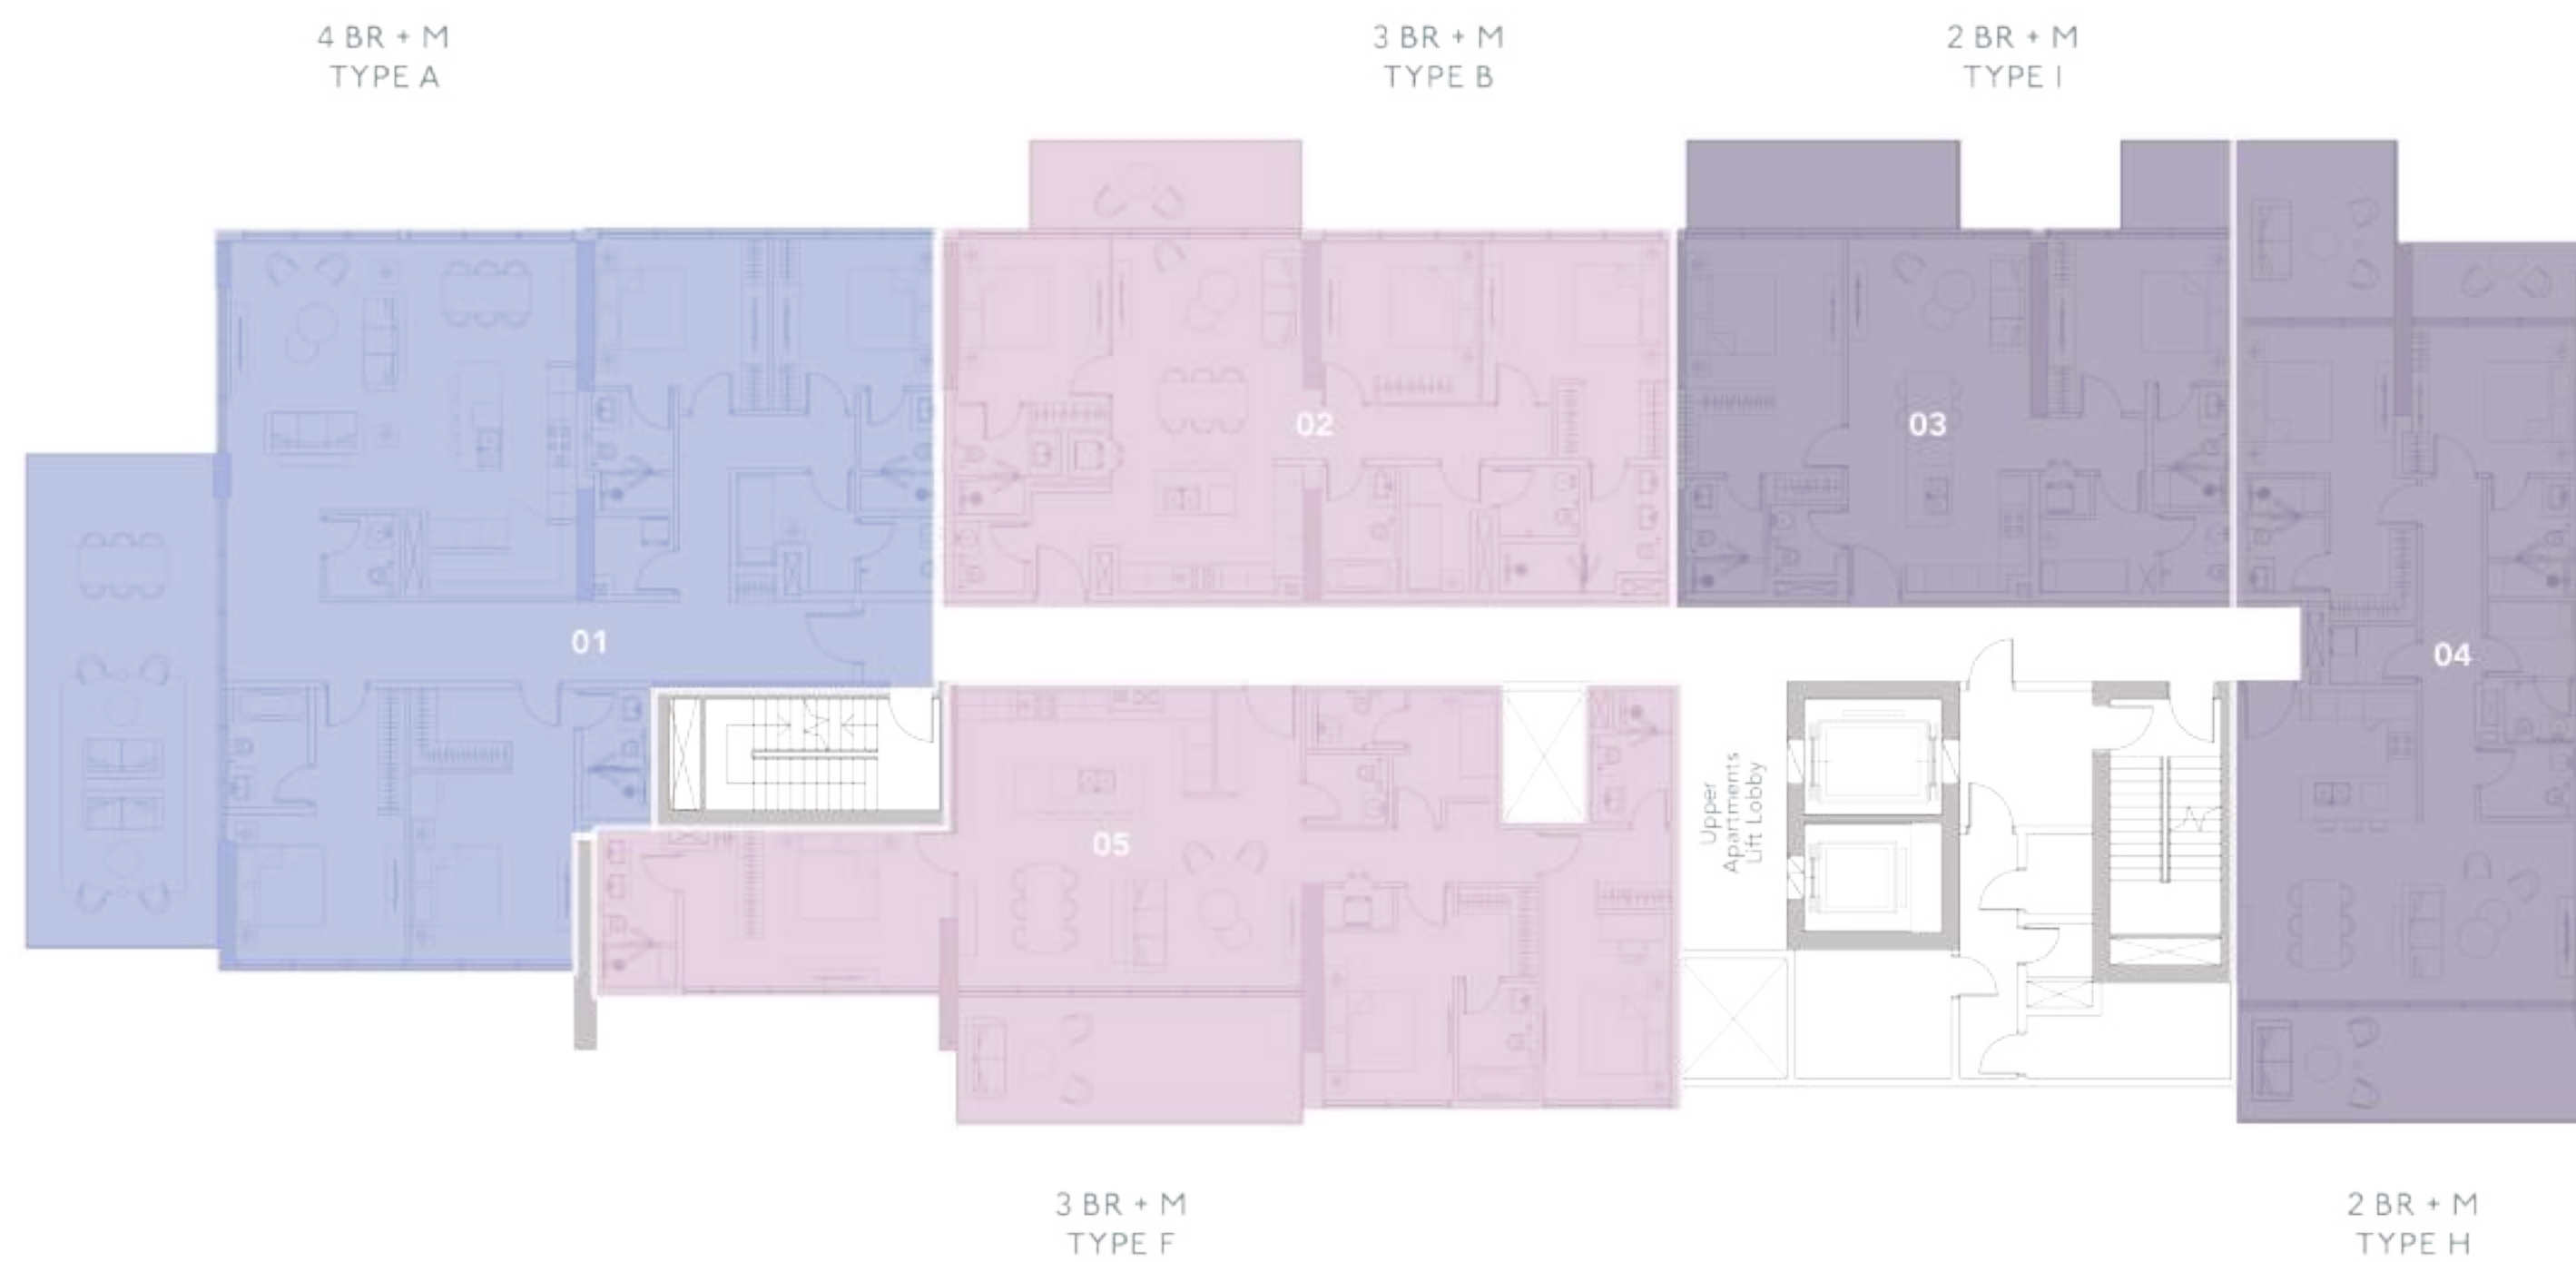 4 BR + M
TYPE A
3 BR + M
TYPE B
2 BR + M
TYPE I
01
02
03
04
05
Upper
Apartments
Lift Lobby
3 BR + M
TYPE F
2 BR + M
TYPE H